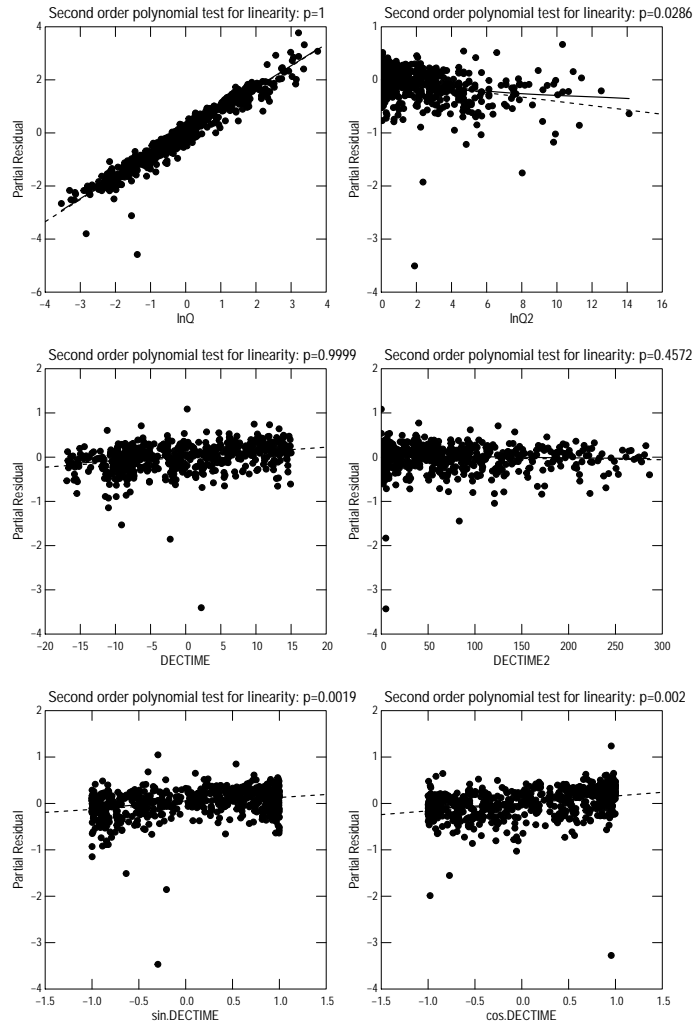 Second order polynomial test for linearity: p=1
4
2
0
−2
−4
−6
Partial Residual
−4 −3 −2 −1 0 1 2 3 4
lnQ
Second order polynomial test for linearity: p=0.0286
1
0
−1
−2
−3
−4
Partial Residual
0 2 4 6 8 10 12 14 16
lnQ2
Second order polynomial test for linearity: p=0.9999
2
1
0
−1
−2
−3
−4
Partial Residual
−20 −15 −10 −5 0 5 10 15 20
DECTIME
Second order polynomial test for linearity: p=0.4572
2
1
0
−1
−2
−3
−4
Partial Residual
0 50 100 150 200 250 300
DECTIME2
Second order polynomial test for linearity: p=0.0019
2
1
0
−1
−2
−3
−4
Partial Residual
−1.5 −1.0 −0.5 0.0 0.5 1.0 1.5
sin.DECTIME
Second order polynomial test for linearity: p=0.002
2
1
0
−1
−2
−3
−4
Partial Residual
−1.5 −1.0 −0.5 0.0 0.5 1.0 1.5
cos.DECTIME